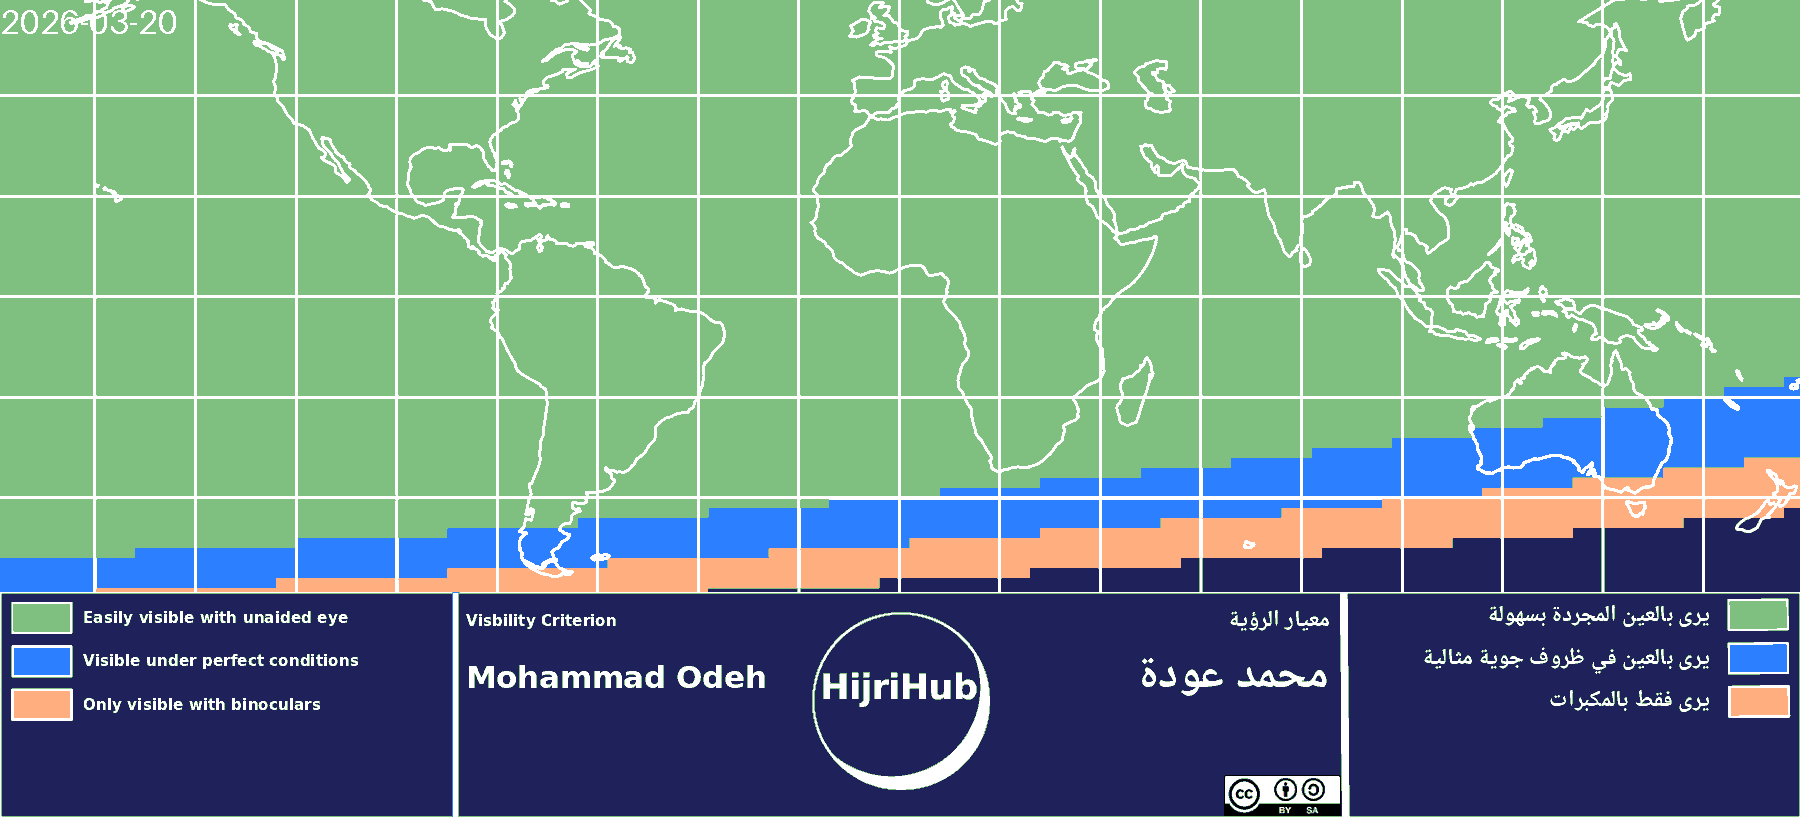 2026-03-20
Easily visible with unaided eye
Visible under perfect conditions
Only visible with binoculars
Visbility Criterion
Mohammad Odeh
HijriHub
معيار الرؤية
محمد عودة
cc
BY SA
يرى بالعين المجردة بسهولة
يرى بالعين في ظروف جوية مثالية
يرى فقط بالمكبرات